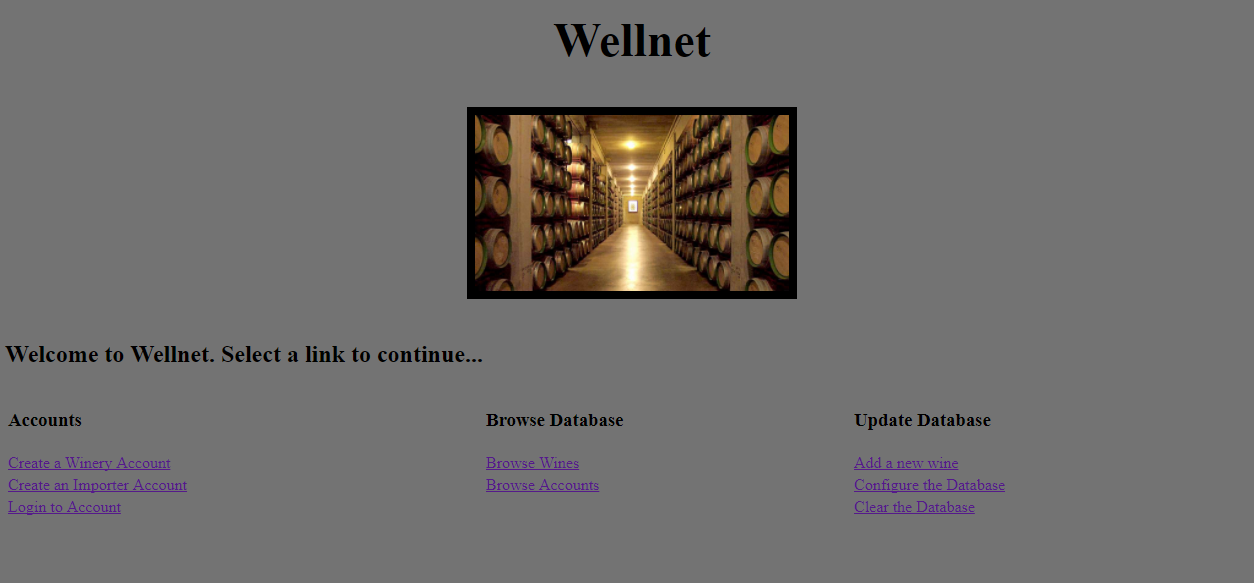 Wellnet
Welcome to Wellnet. Select a link to continue...
Accounts
Create a Winery Account
Create an Importer Account
Login to Account
Browse Database
Browse Wines
Browse Accounts
Update Database
Add a new wine
Configure the Database
Clear the Database